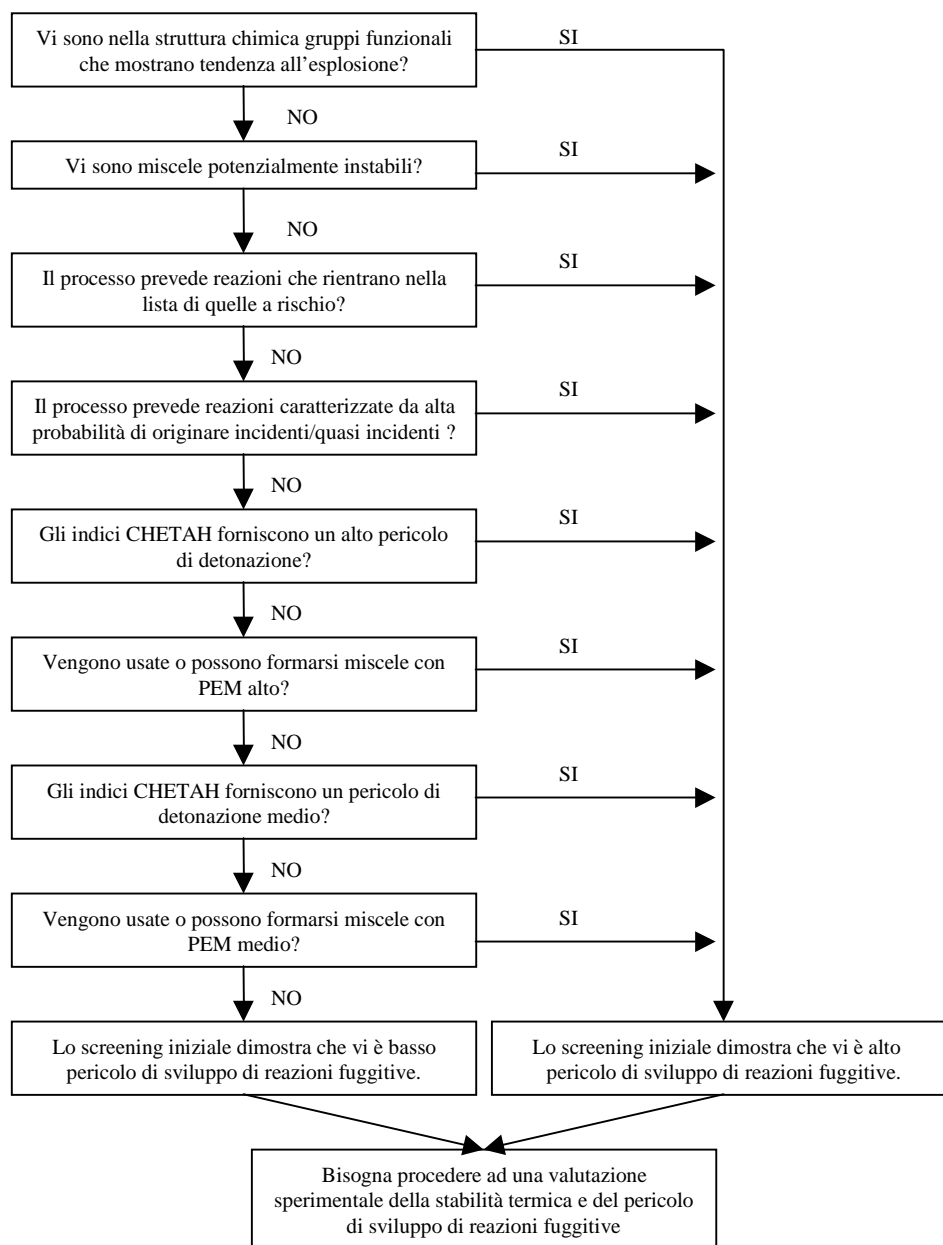 Vi sono nella struttura chimica gruppi funzionali
che mostrano tendenza all’esplosione?
SI
NO
Vi sono miscele potenzialmente instabili?
SI
NO
Il processo prevede reazioni che rientrano nella
lista di quelle a rischio?
SI
NO
Il processo prevede reazioni caratterizzate da alta
probabilità di originare incidenti/quasi incidenti ?
SI
NO
Gli indici CHETAH forniscono un alto pericolo
di detonazione?
SI
NO
Vengono usate o possono formarsi miscele con
PEM alto?
SI
NO
Gli indici CHETAH forniscono un pericolo di
detonazione medio?
SI
NO
Vengono usate o possono formarsi miscele con
PEM medio?
SI
NO
Lo screening iniziale dimostra che vi è basso
pericolo di sviluppo di reazioni fuggitive.
Lo screening iniziale dimostra che vi è alto
pericolo di sviluppo di reazioni fuggitive.
Bisogna procedere ad una valutazione
sperimentale della stabilità termica e del pericolo
di sviluppo di reazioni fuggitive